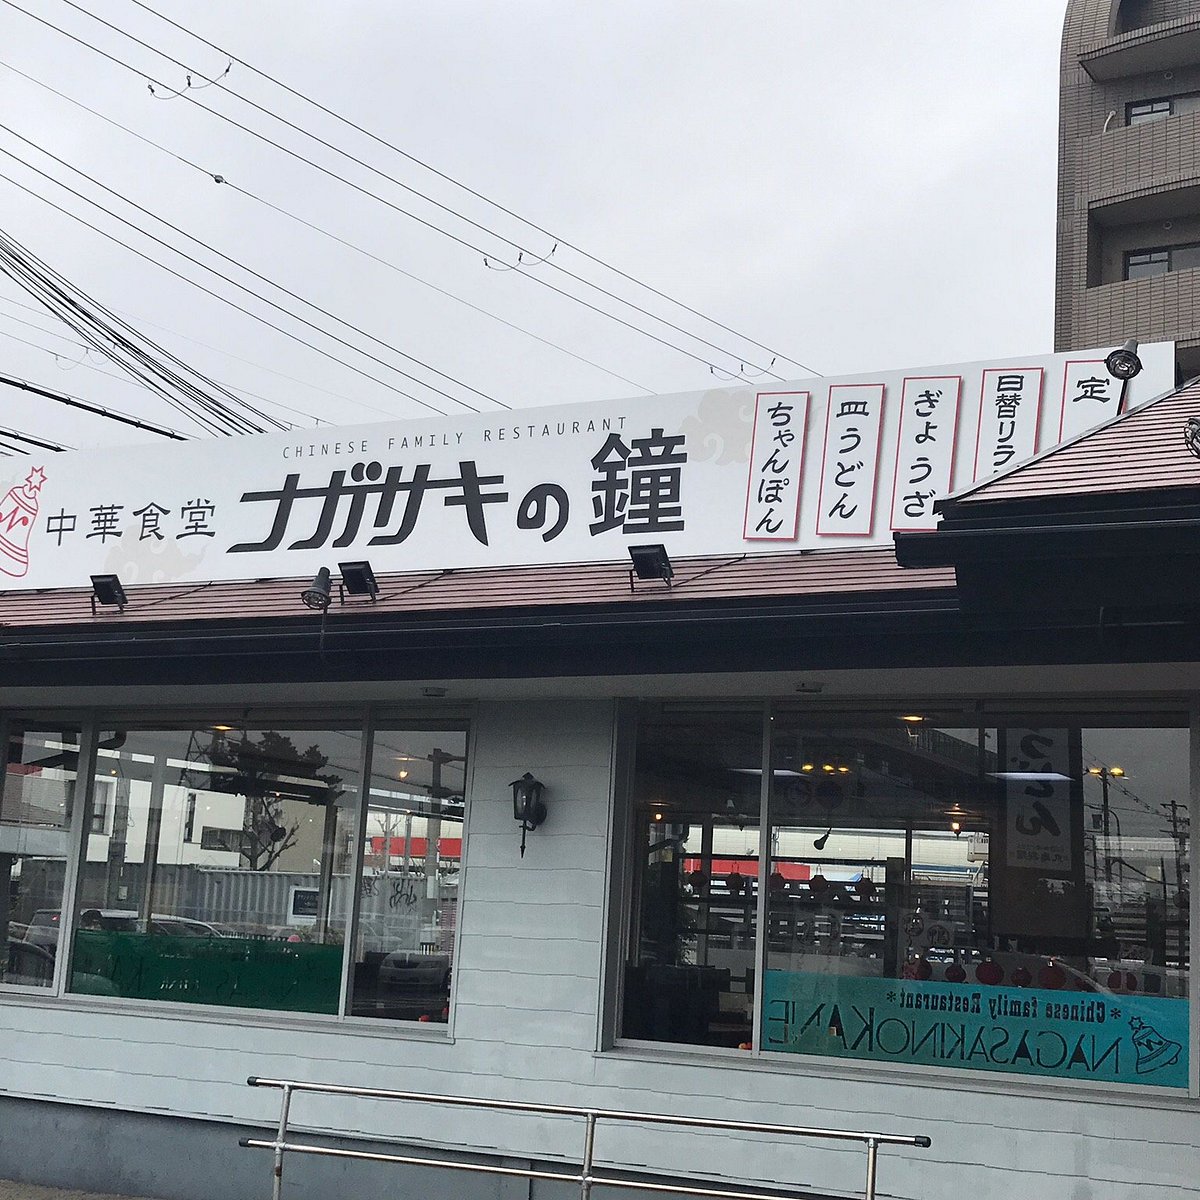 CHINESE FAMILY RESTAURANT
中華食堂 ナガサキの鐘
ちゃんぽん
皿うどん
ぎょうざ
日替りラ
定
*Chinese family Restaurant*
NAGASAKINOKANE